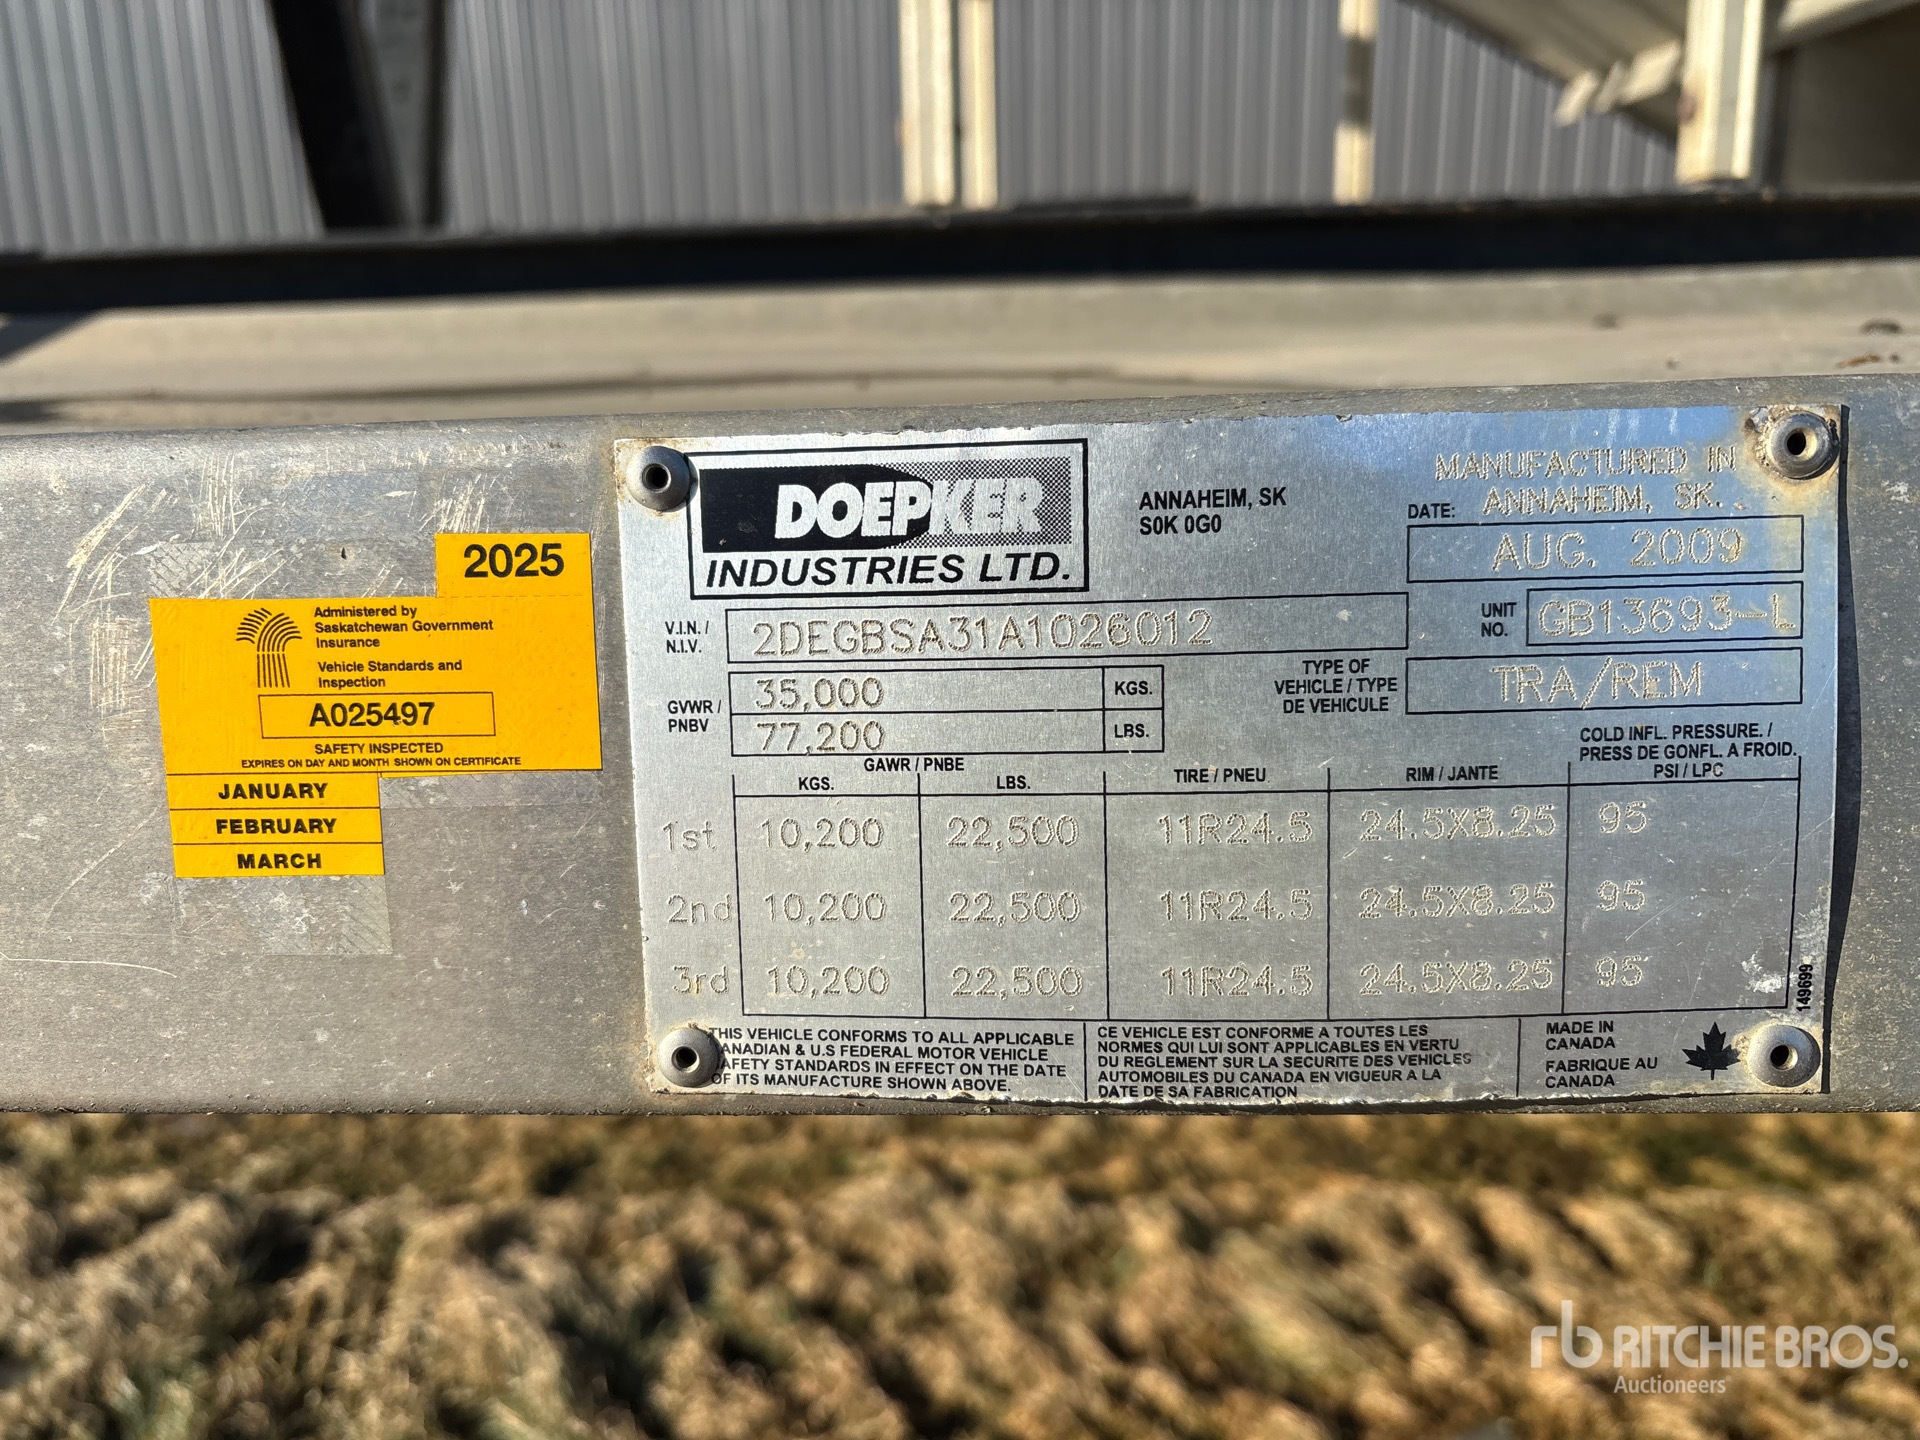 2025
Administered by
Saskatchewan Government
Insurance
Vehicle Standards and
Inspection
A025497
SAFETY INSPECTED
EXPIRES ON DAY AND MONTH SHOWN ON CERTIFICATE
JANUARY
FEBRUARY
MARCH
DOEPKER
INDUSTRIES LTD.
ANNAHEIM, SK
S0K 0G0
MANUFACTURED IN
ANNAHEIM, SK.
DATE:
AUG. 2009
V.I.N. /
N.I.V.
2DEGBSA31A1026012
UNIT
NO.
GB13693-L
GVWR /
PNBV
35,000 KGS.
77,200 LBS.
TYPE OF
VEHICLE / TYPE
DE VEHICULE
TRA/REM
GAWR / PNBE
KGS. LBS. TIRE / PNEU RIM / JANTE
COLD INFL. PRESSURE. /
PRESS DE GONFL. A FROID.
PSI / LPC
1st 10,200 22,500 11R24.5 24.5X8.25 95
2nd 10,200 22,500 11R24.5 24.5X8.25 95
3rd 10,200 22,500 11R24.5 24.5X8.25 95
149699
THIS VEHICLE CONFORMS TO ALL APPLICABLE
CANADIAN & U.S FEDERAL MOTOR VEHICLE
SAFETY STANDARDS IN EFFECT ON THE DATE
OF ITS MANUFACTURE SHOWN ABOVE.
CE VEHICLE EST CONFORME A TOUTES LES
NORMES QUI LUI SONT APPLICABLES EN VERTU
DU REGLEMENT SUR LA SECURITE DES VEHICLES
AUTOMOBILES DU CANADA EN VIGUEUR A LA
DATE DE SA FABRICATION
MADE IN
CANADA
FABRIQUE AU
CANADA
rb RITCHIE BROS.
Auctioneers